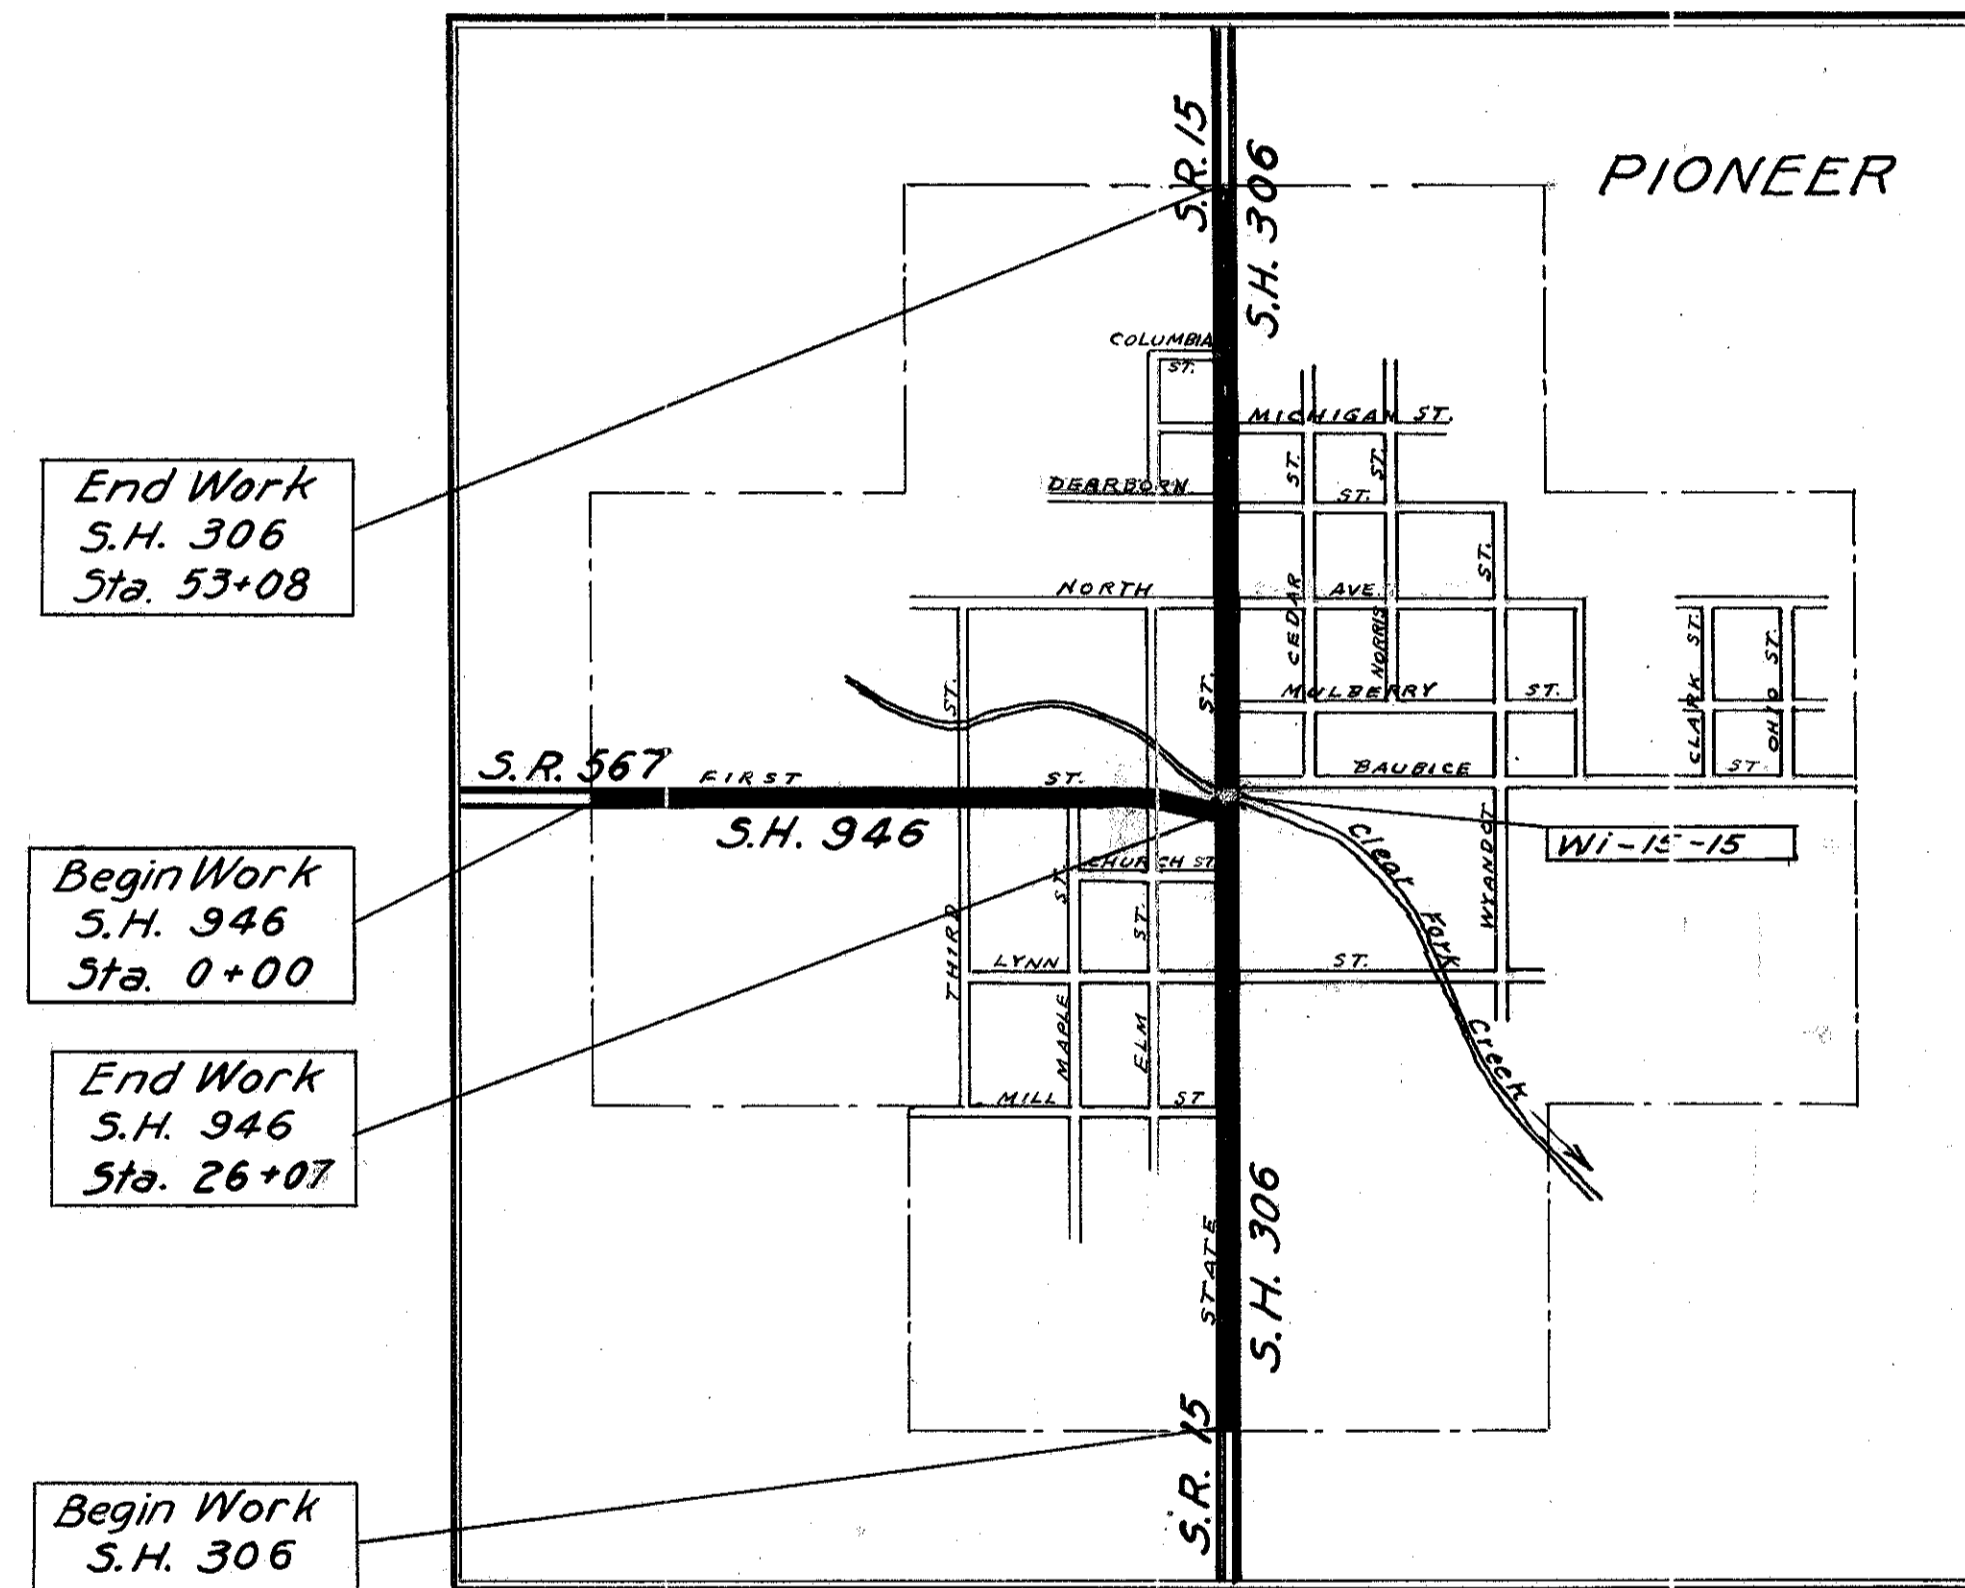 PIONEER
S.R. 15
S.H. 306
COLUMBIA
ST.
MICHIGAN ST.
End Work
S.H. 306
Sta. 53+08
DEARBORN ST.
ST.
ST.
ST.
NORTH AVE.
CEDAR
NORRIS
CLARK ST.
OHIO ST.
ST.
ST.
MULBERRY ST.
S.R. 567
FIRST ST.
BAUBICE ST
S.H. 946
Wi-15-15
Begin Work
S.H. 946
Sta. 0+00
CHURCH ST
ST.
ST.
Clear Fork Creek
WYANDOT
THIRD
LYNN ST.
MAPLE
ELM
End Work
S.H. 946
Sta. 26+07
MILL ST
STATE
S.H. 306
S.R. 15
Begin Work
S.H. 306